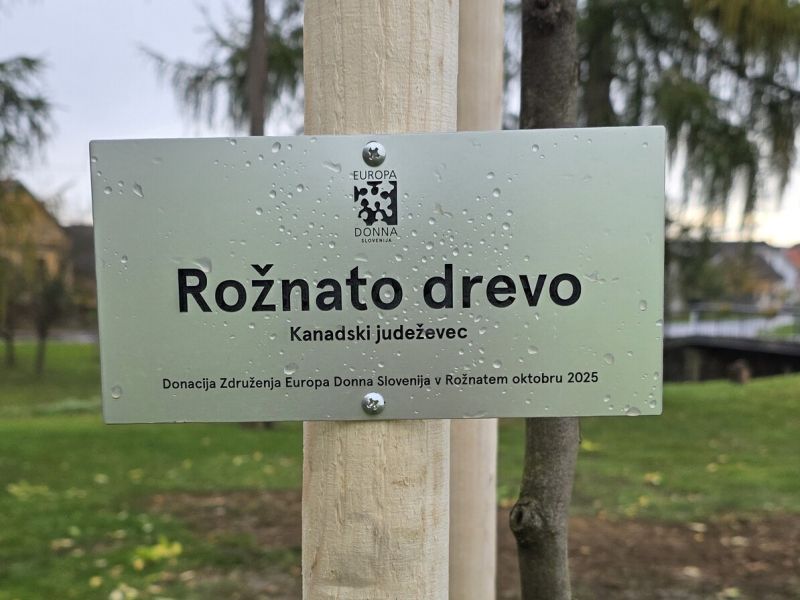 EUROPA
DONNA
SLOVENIJA
Rožnato drevo
Kanadski judeževec
Donacija Združenja Europa Donna Slovenija v Rožnatem oktobru 2025